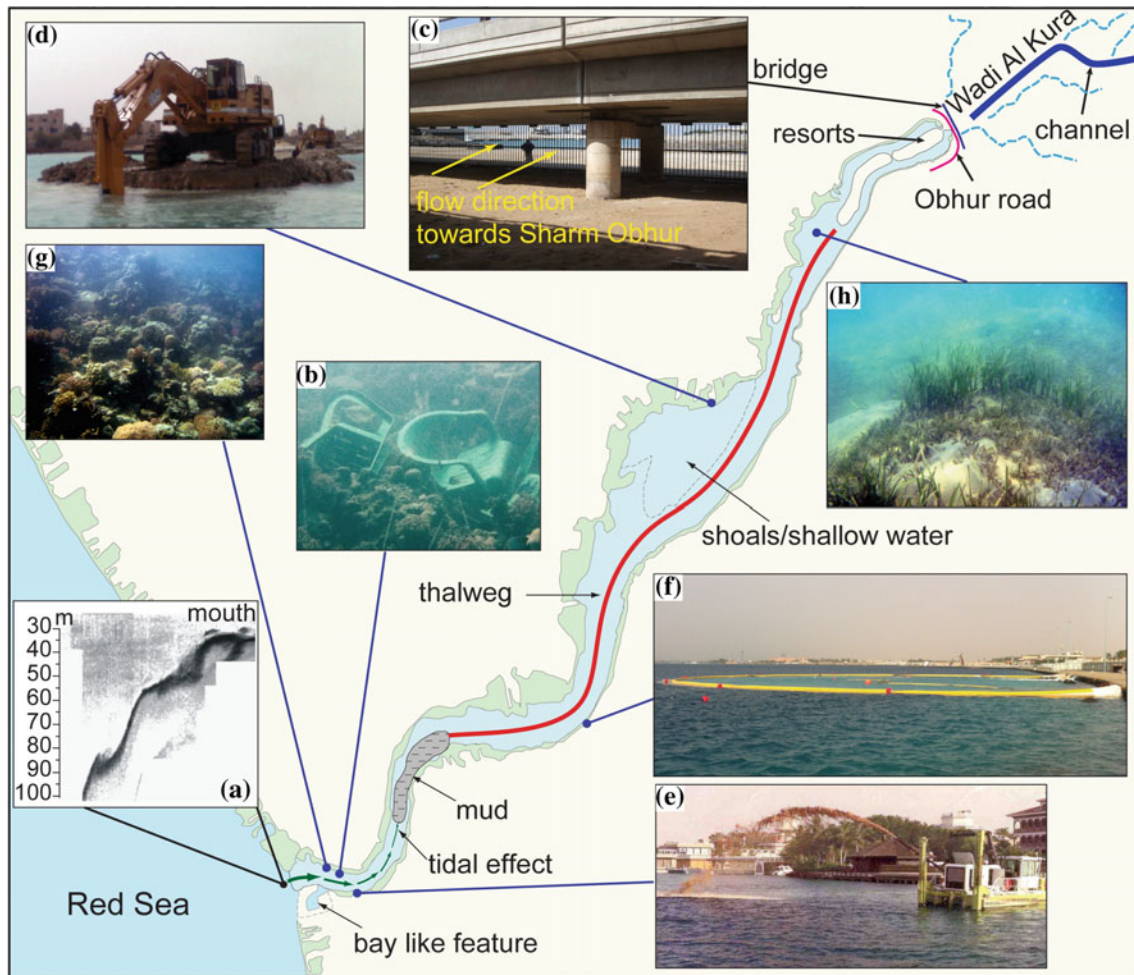 (d)
(c)
bridge
Wadi Al Kura
channel
resorts
Obhur road
flow direction
towards Sharm Obhur
(g)
(b)
(h)
shoals/shallow water
thalweg
(f)
m
mouth
30
40
50
60
70
80
90
100
(a)
mud
(e)
tidal effect
Red Sea
bay like feature